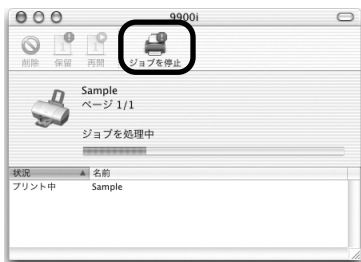 9900i
削除 保留 再開 ジョブを停止
Sample
ページ 1/1
ジョブを処理中
状況 名前
プリント中 Sample